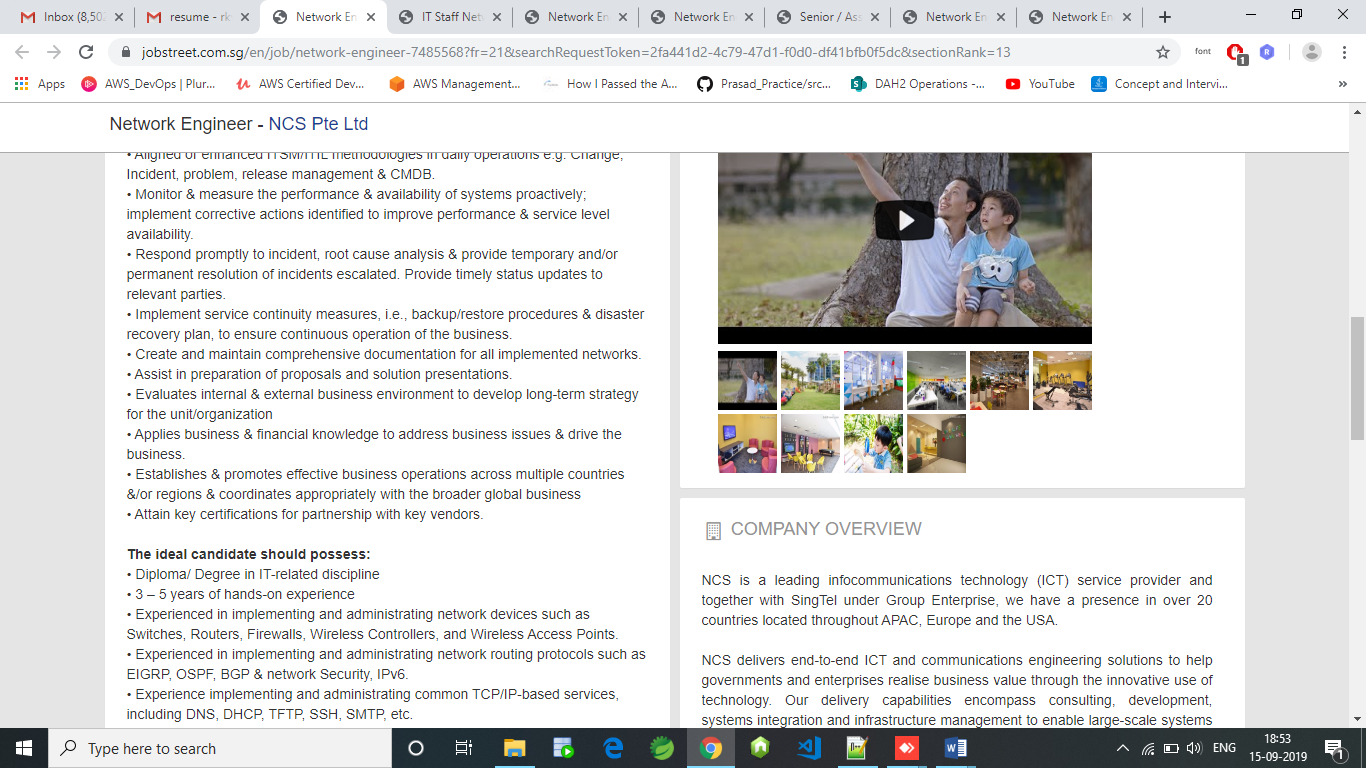 Inbox (8,502
resume - rk
Network En
IT Staff Net
Network En
Network En
Senior / Ass
Network En
Network En
jobstreet.com.sg/en/job/network-engineer-7485568?fr=21&searchRequestToken=2fa441d2-4c79-47d1-f0d0-df41bfb0f5dc&sectionRank=13
font
1
R
Apps
AWS_DevOps | Plur...
AWS Certified Dev...
AWS Management...
How I Passed the A...
Prasad_Practice/src...
DAH2 Operations -...
YouTube
Concept and Intervi...
»
Network Engineer - NCS Pte Ltd
• Aligned or enhanced ITSM/ITIL methodologies in daily operations e.g. Change,
Incident, problem, release management & CMDB.
• Monitor & measure the performance & availability of systems proactively;
implement corrective actions identified to improve performance & service level
availability.
• Respond promptly to incident, root cause analysis & provide temporary and/or
permanent resolution of incidents escalated. Provide timely status updates to
relevant parties.
• Implement service continuity measures, i.e., backup/restore procedures & disaster
recovery plan, to ensure continuous operation of the business.
• Create and maintain comprehensive documentation for all implemented networks.
• Assist in preparation of proposals and solution presentations.
• Evaluates internal & external business environment to develop long-term strategy
for the unit/organization
• Applies business & financial knowledge to address business issues & drive the
business.
• Establishes & promotes effective business operations across multiple countries
&/or regions & coordinates appropriately with the broader global business
• Attain key certifications for partnership with key vendors.
The ideal candidate should possess:
• Diploma/ Degree in IT-related discipline
• 3 – 5 years of hands-on experience
• Experienced in implementing and administrating network devices such as
Switches, Routers, Firewalls, Wireless Controllers, and Wireless Access Points.
• Experienced in implementing and administrating network routing protocols such as
EIGRP, OSPF, BGP & network Security, IPv6.
• Experience implementing and administrating common TCP/IP-based services,
including DNS, DHCP, TFTP, SSH, SMTP, etc.
COMPANY OVERVIEW
NCS is a leading infocommunications technology (ICT) service provider and
together with SingTel under Group Enterprise, we have a presence in over 20
countries located throughout APAC, Europe and the USA.
NCS delivers end-to-end ICT and communications engineering solutions to help
governments and enterprises realise business value through the innovative use of
technology. Our delivery capabilities encompass consulting, development,
systems integration and infrastructure management to enable large-scale systems
Type here to search
ENG
18:53
15-09-2019
1